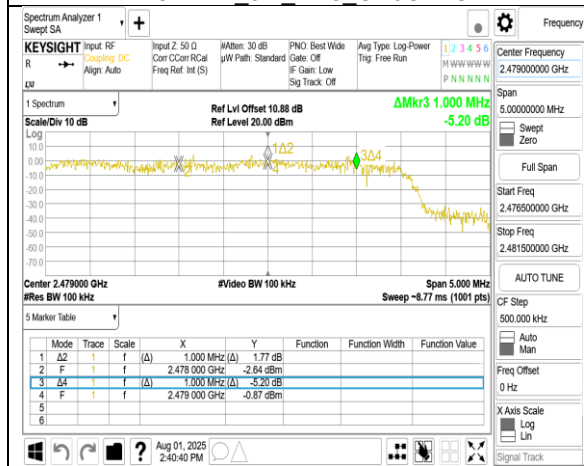 Spectrum Analyzer 1
Swept SA
Frequency
KEYSIGHT
R
LXI
Input: RF
Coupling: DC
Align: Auto
Input Z: 50 Ω
Corr CCorr RCal
Freq Ref: Int (S)
#Atten: 30 dB
µW Path: Standard
PNO: Best Wide
Gate: Off
IF Gain: Low
Sig Track: Off
Avg Type: Log-Power
Trig: Free Run
1 2 3 4 5 6
M W W W W W
P N N N N N
Center Frequency
2.479000000 GHz
Span
5.00000000 MHz
Swept
Zero
Full Span
Start Freq
2.476500000 GHz
Stop Freq
2.481500000 GHz
AUTO TUNE
CF Step
500.000 kHz
Auto
Man
Freq Offset
0 Hz
X Axis Scale
Log
Lin
Signal Track
1 Spectrum
Scale/Div 10 dB
Ref Lvl Offset 10.88 dB
Ref Level 20.00 dBm
ΔMkr3 1.000 MHz
-5.20 dB
Log
10.0
0.00
-10.0
-20.0
-30.0
-40.0
-50.0
-60.0
-70.0
1Δ2
3Δ4
2
4
Center 2.479000 GHz
#Res BW 100 kHz
#Video BW 100 kHz
Span 5.000 MHz
Sweep ~8.77 ms (1001 pts)
5 Marker Table
Mode Trace Scale X Y Function Function Width Function Value
1 Δ2 1 f (Δ) 1.000 MHz (Δ) 1.77 dB
2 F 1 f 2.478 000 GHz -2.64 dBm
3 Δ4 1 f (Δ) 1.000 MHz (Δ) -5.20 dB
4 F 1 f 2.479 000 GHz -0.87 dBm
5
6
Aug 01, 2025
2:40:40 PM